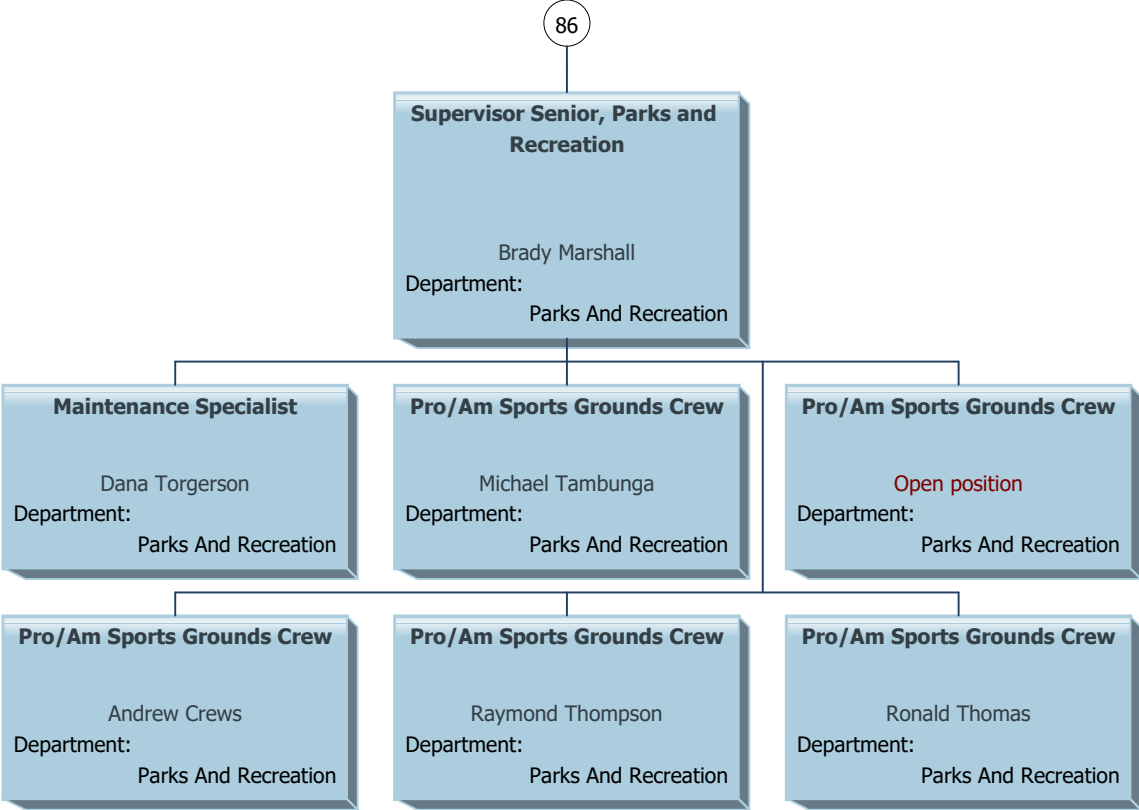 86
Supervisor Senior, Parks and
Recreation
Brady Marshall
Department:
Parks And Recreation
Maintenance Specialist
Dana Torgerson
Department:
Parks And Recreation
Pro/Am Sports Grounds Crew
Michael Tambunga
Department:
Parks And Recreation
Pro/Am Sports Grounds Crew
Open position
Department:
Parks And Recreation
Pro/Am Sports Grounds Crew
Andrew Crews
Department:
Parks And Recreation
Pro/Am Sports Grounds Crew
Raymond Thompson
Department:
Parks And Recreation
Pro/Am Sports Grounds Crew
Ronald Thomas
Department:
Parks And Recreation